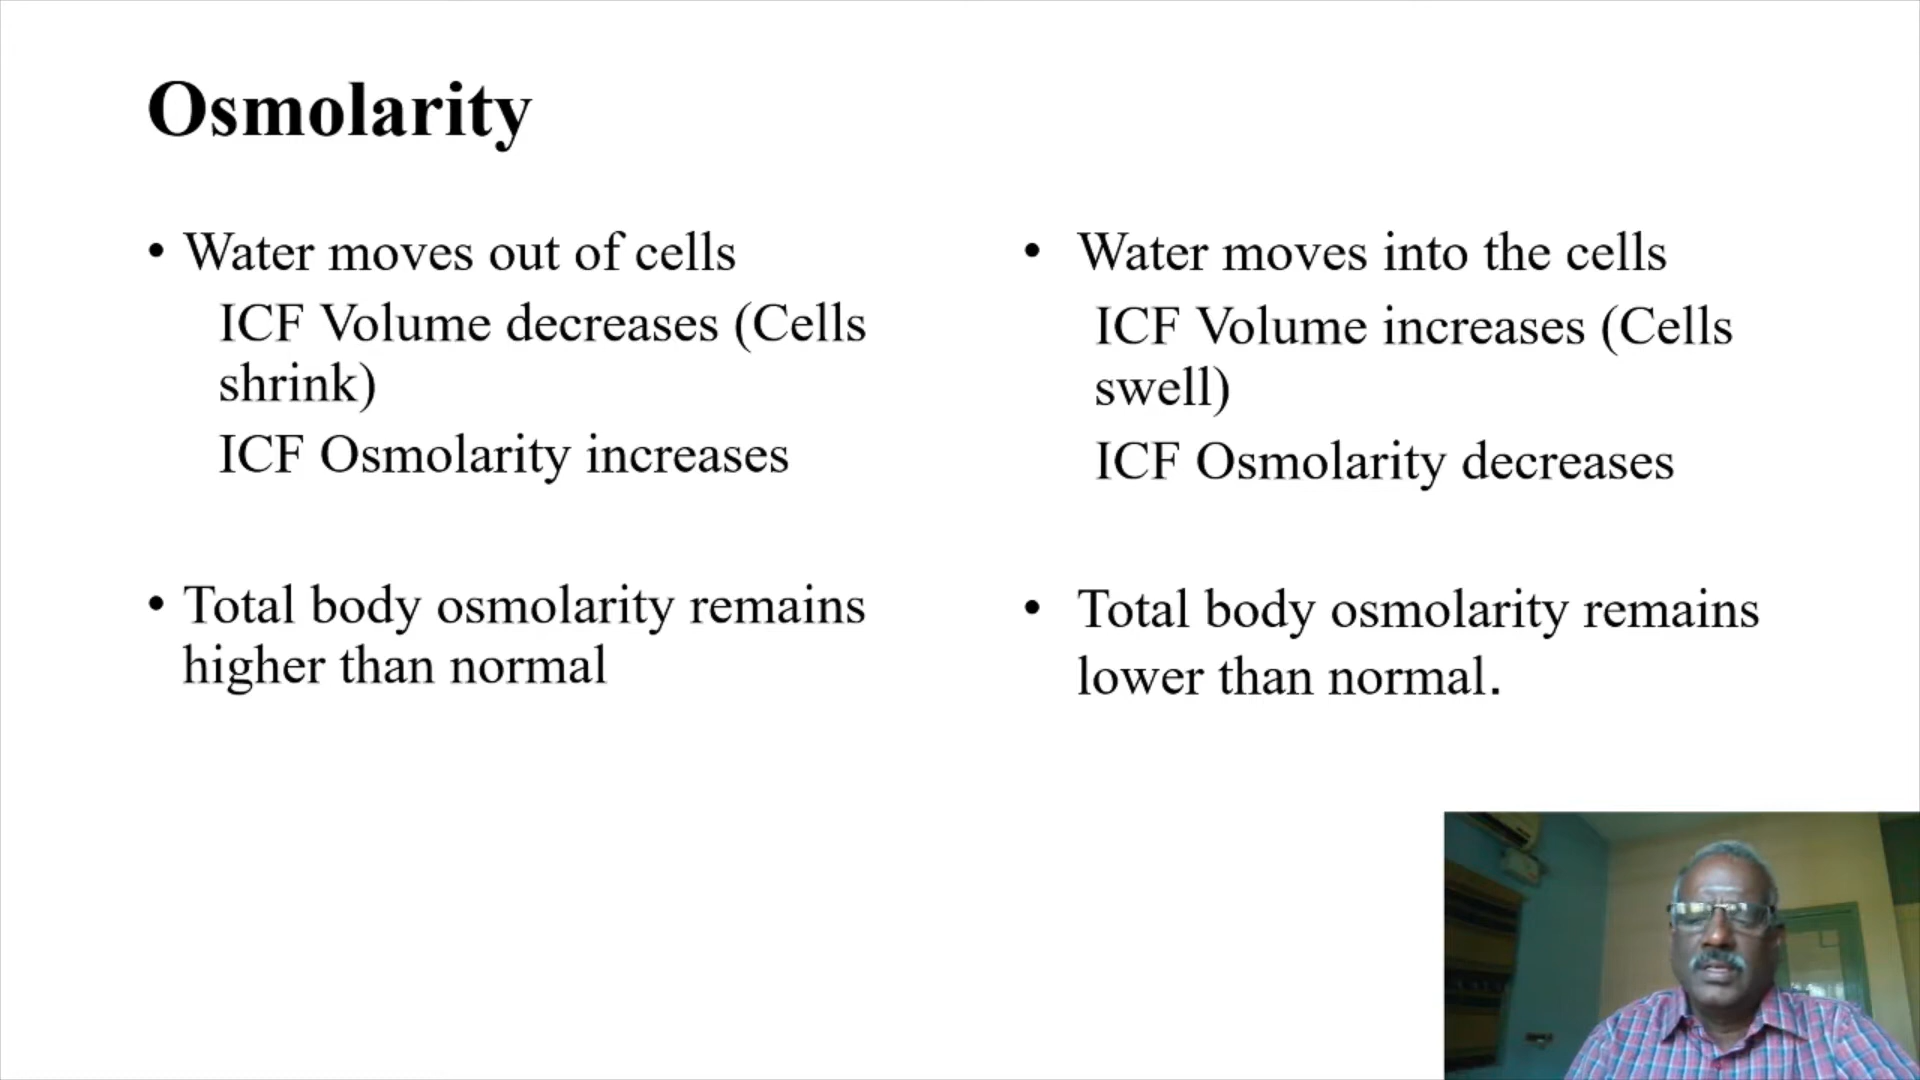 Osmolarity
• Water moves out of cells
ICF Volume decreases (Cells
shrink)
ICF Osmolarity increases
• Total body osmolarity remains
higher than normal
• Water moves into the cells
ICF Volume increases (Cells
swell)
ICF Osmolarity decreases
• Total body osmolarity remains
lower than normal.